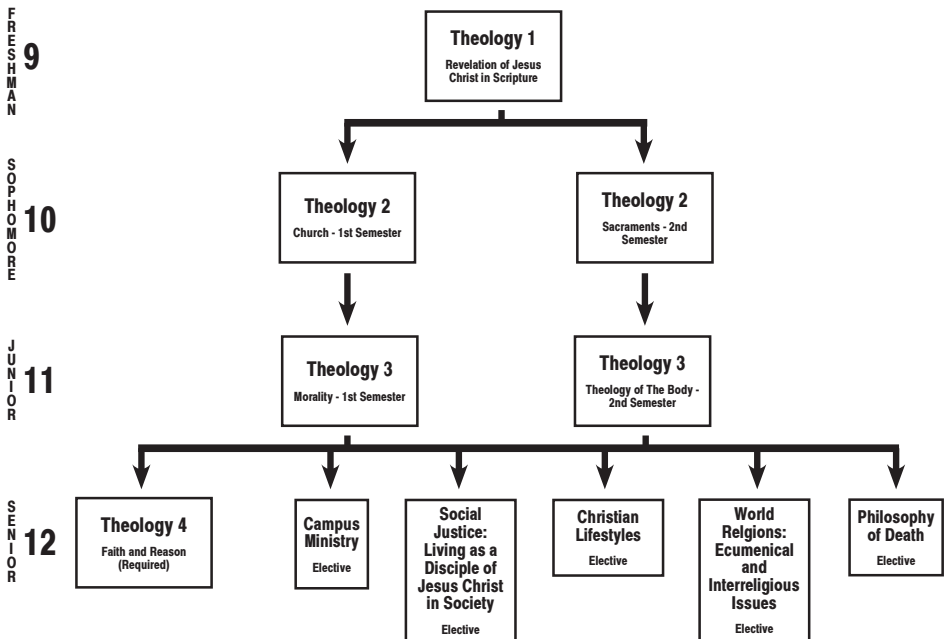 FRESHMAN
9
Theology 1
Revelation of Jesus
Christ in Scripture
SOPHOMORE
10
Theology 2
Church - 1st Semester
Theology 2
Sacraments - 2nd
Semester
JUNIOR
11
Theology 3
Morality - 1st Semester
Theology 3
Theology of The Body -
2nd Semester
SENIOR
12
Theology 4
Faith and Reason
(Required)
Campus
Ministry
Elective
Social
Justice:
Living as a
Disciple of
Jesus Christ
in Society
Elective
Christian
Lifestyles
Elective
World
Relgions:
Ecumenical
and
Interreligious
Issues
Elective
Philosophy
of Death
Elective